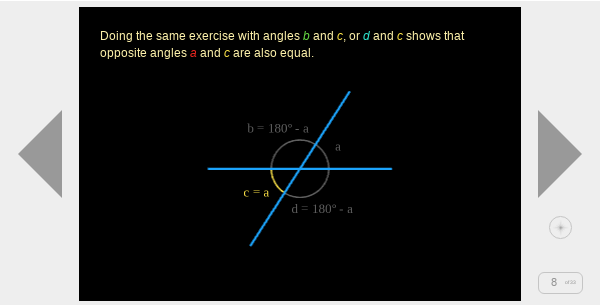 Doing the same exercise with angles b and c, or d and c shows that
opposite angles a and c are also equal.
b = 180° - a
a
c = a
d = 180° - a
8